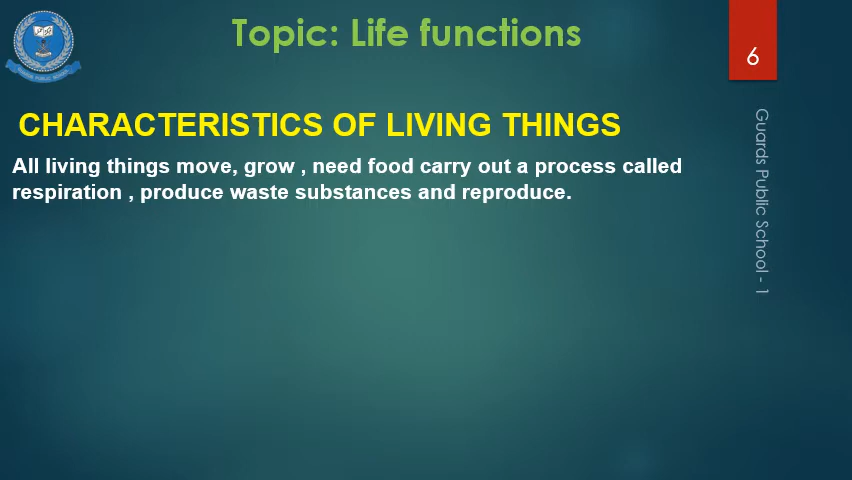 Topic: Life functions
6
CHARACTERISTICS OF LIVING THINGS
All living things move, grow , need food carry out a process called
respiration , produce waste substances and reproduce.
Guards Public School - 1